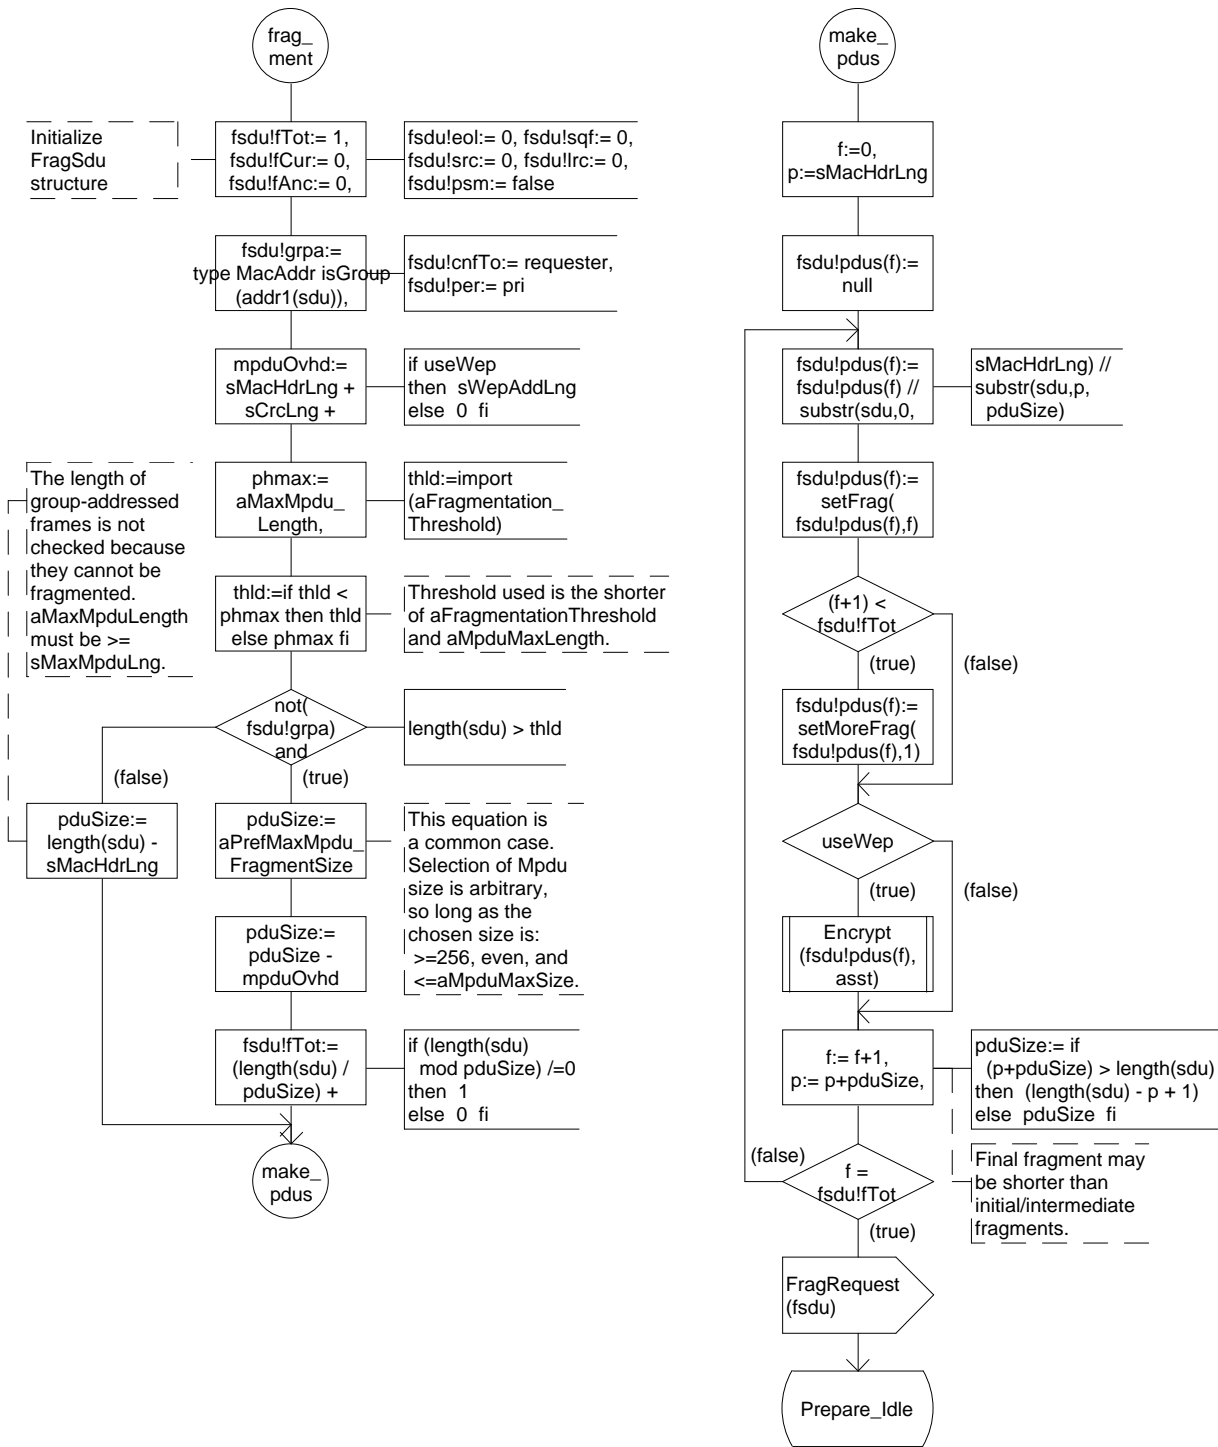 frag_
ment
Initialize
FragSdu
structure
fsdu!fTot:= 1,
fsdu!fCur:= 0,
fsdu!fAnc:= 0,
fsdu!eol:= 0, fsdu!sqf:= 0,
fsdu!src:= 0, fsdu!lrc:= 0,
fsdu!psm:= false
fsdu!grpa:=
type MacAddr isGroup
(addr1(sdu)),
fsdu!cnfTo:= requester,
fsdu!per:= pri
mpduOvhd:=
sMacHdrLng +
sCrcLng +
if useWep
then sWepAddLng
else 0 fi
The length of
group-addressed
frames is not
checked because
they cannot be
fragmented.
aMaxMpduLength
must be >=
sMaxMpduLng.
phmax:=
aMaxMpdu_
Length,
thld:=import
(aFragmentation_
Threshold)
thld:=if thld <
phmax then thld
else phmax fi
Threshold used is the shorter
of aFragmentationThreshold
and aMpduMaxLength.
not(
fsdu!grpa)
and
length(sdu) > thld
(false)
(true)
pduSize:=
length(sdu) -
sMacHdrLng
pduSize:=
aPrefMaxMpdu_
FragmentSize
This equation is
a common case.
Selection of Mpdu
size is arbitrary,
so long as the
chosen size is:
>=256, even, and
<=aMpduMaxSize.
pduSize:=
pduSize -
mpduOvhd
fsdu!fTot:=
(length(sdu) /
pduSize) +
if (length(sdu)
mod pduSize) /=0
then 1
else 0 fi
make_
pdus
make_
pdus
f:=0,
p:=sMacHdrLng
fsdu!pdus(f):=
null
fsdu!pdus(f):=
fsdu!pdus(f) //
substr(sdu,0,
sMacHdrLng) //
substr(sdu,p,
pduSize)
fsdu!pdus(f):=
setFrag(
fsdu!pdus(f),f)
(f+1) <
fsdu!fTot
(true)
(false)
fsdu!pdus(f):=
setMoreFrag(
fsdu!pdus(f),1)
useWep
(true)
(false)
Encrypt
(fsdu!pdus(f),
asst)
f:= f+1,
p:= p+pduSize,
pduSize:= if
(p+pduSize) > length(sdu)
then (length(sdu) - p + 1)
else pduSize fi
(false)
f =
fsdu!fTot
Final fragment may
be shorter than
initial/intermediate
fragments.
(true)
FragRequest
(fsdu)
Prepare_Idle